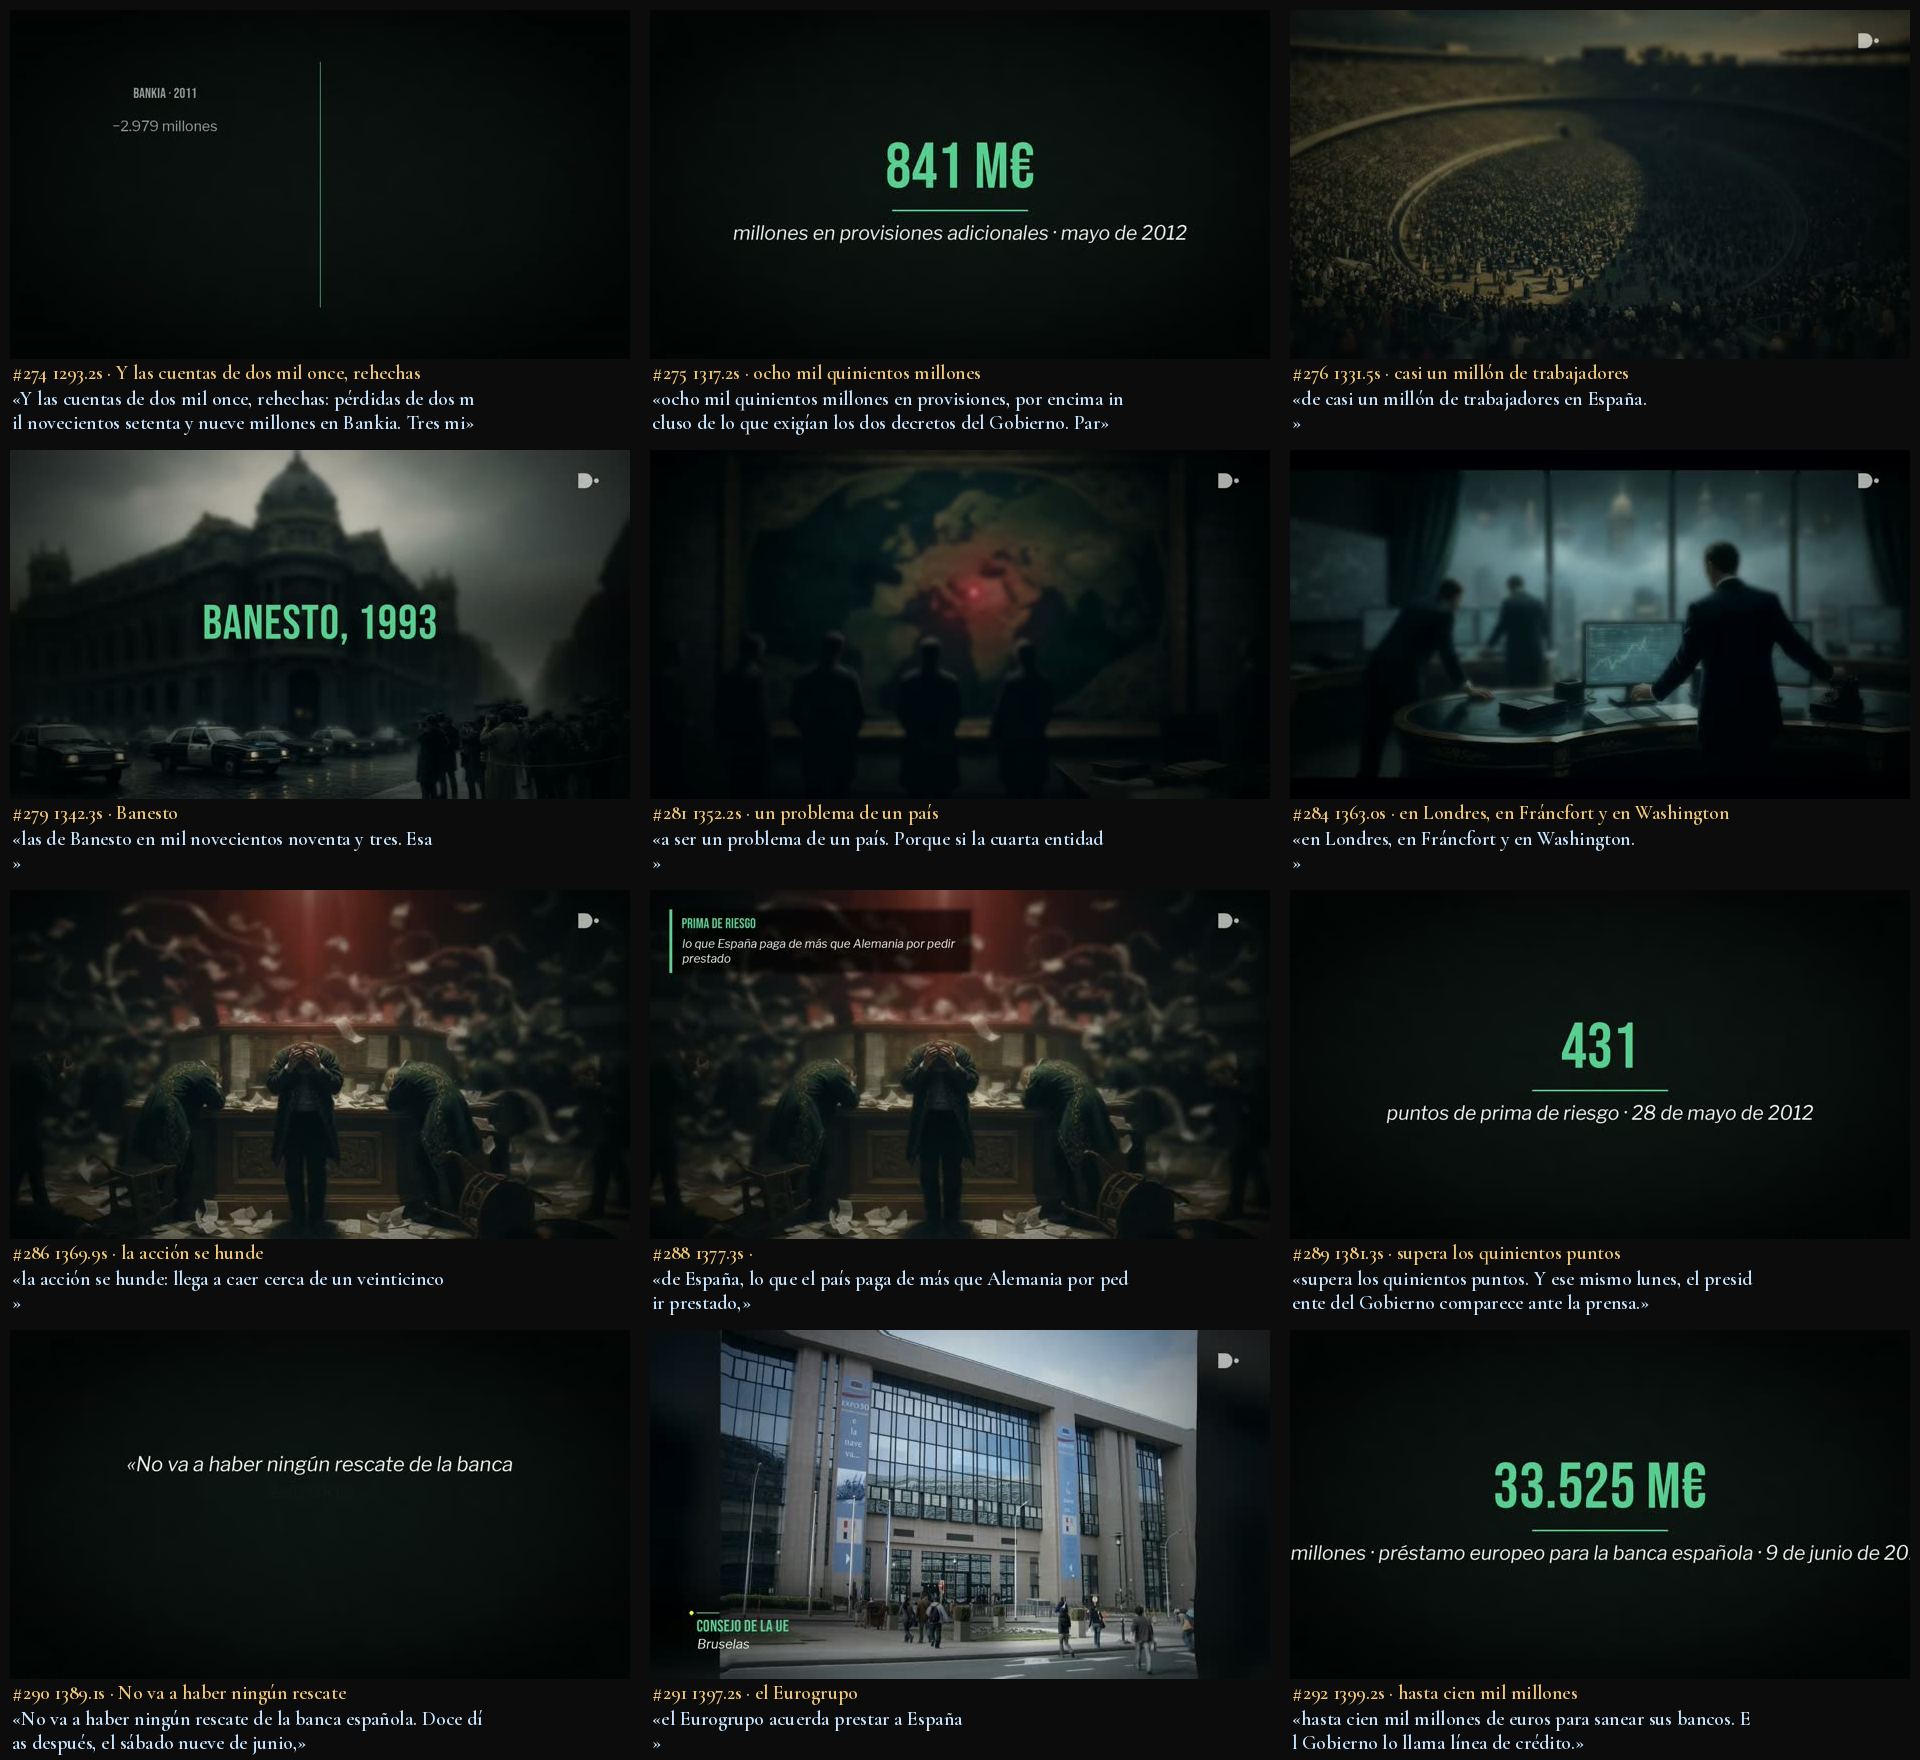 BANKIA · 2011
−2.979 millones
#274 1293.2s · Y las cuentas de dos mil once, rehechas
«Y las cuentas de dos mil once, rehechas: pérdidas de dos m
il novecientos setenta y nueve millones en Bankia. Tres mi»
841 M€
millones en provisiones adicionales · mayo de 2012
#275 1317.2s · ocho mil quinientos millones
«ocho mil quinientos millones en provisiones, por encima in
cluso de lo que exigían los dos decretos del Gobierno. Par»
#276 1331.5s · casi un millón de trabajadores
«de casi un millón de trabajadores en España.
»
BANESTO, 1993
#279 1342.3s · Banesto
«las de Banesto en mil novecientos noventa y tres. Esa
»
#281 1352.2s · un problema de un país
«a ser un problema de un país. Porque si la cuarta entidad
»
#284 1363.0s · en Londres, en Fráncfort y en Washington
«en Londres, en Fráncfort y en Washington.
»
#286 1369.9s · la acción se hunde
«la acción se hunde: llega a caer cerca de un veinticinco
»
PRIMA DE RIESGO
lo que España paga de más que Alemania por pedir
prestado
#288 1377.3s ·
«de España, lo que el país paga de más que Alemania por ped
ir prestado,»
431
puntos de prima de riesgo · 28 de mayo de 2012
#289 1381.3s · supera los quinientos puntos
«supera los quinientos puntos. Y ese mismo lunes, el presid
ente del Gobierno comparece ante la prensa.»
«No va a haber ningún rescate de la banca
#290 1389.1s · No va a haber ningún rescate
«No va a haber ningún rescate de la banca española. Doce dí
as después, el sábado nueve de junio,»
EXPO50
e
la
nave
va...
CONSEJO DE LA UE
Bruselas
#291 1397.2s · el Eurogrupo
«el Eurogrupo acuerda prestar a España
»
33.525 M€
millones · préstamo europeo para la banca española · 9 de junio de 20
#292 1399.2s · hasta cien mil millones
«hasta cien mil millones de euros para sanear sus bancos. E
l Gobierno lo llama línea de crédito.»